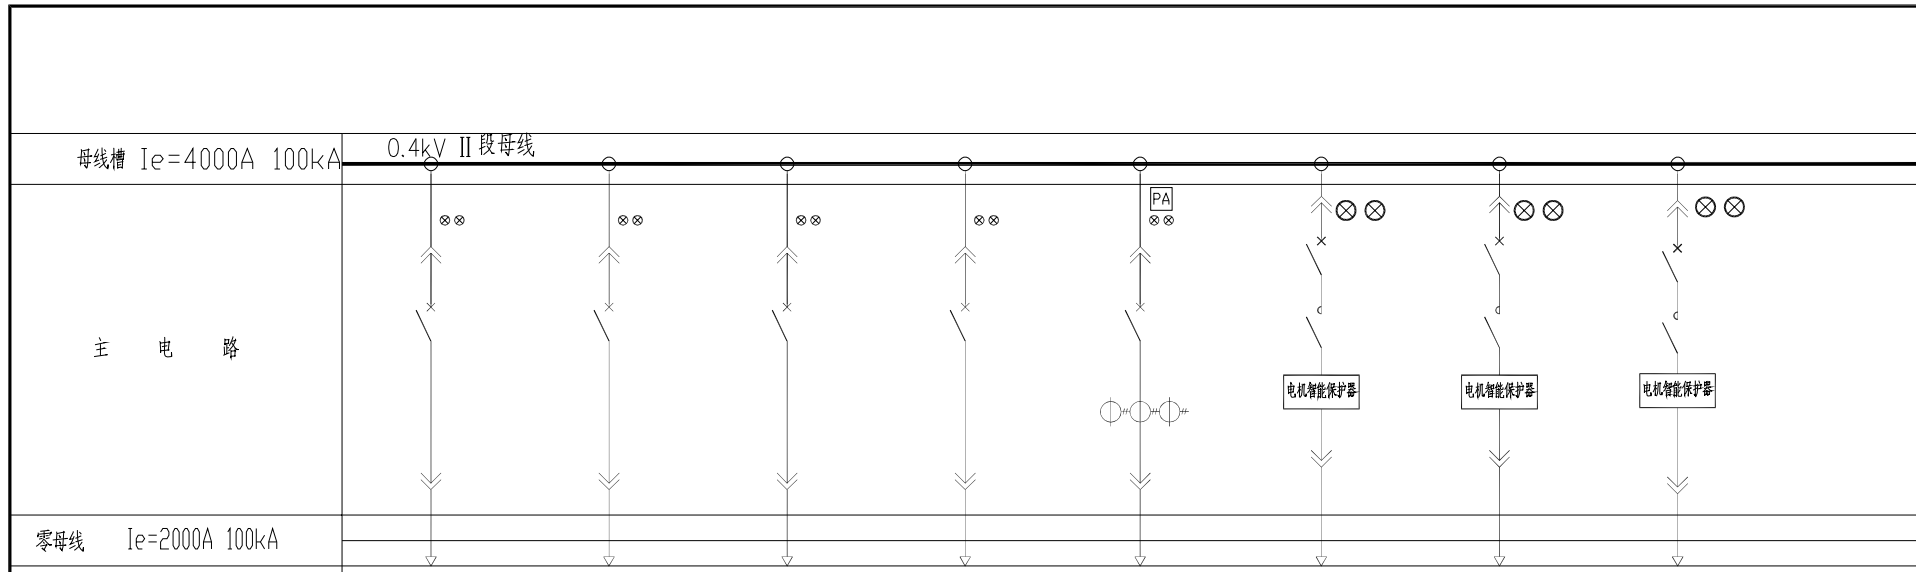 0.4kV II 段母线
母线槽 Ie=4000A 100kA
PA
主 电 路
电机智能保护器 电机智能保护器 电机智能保护器
零母线 Ie=2000A 100kA